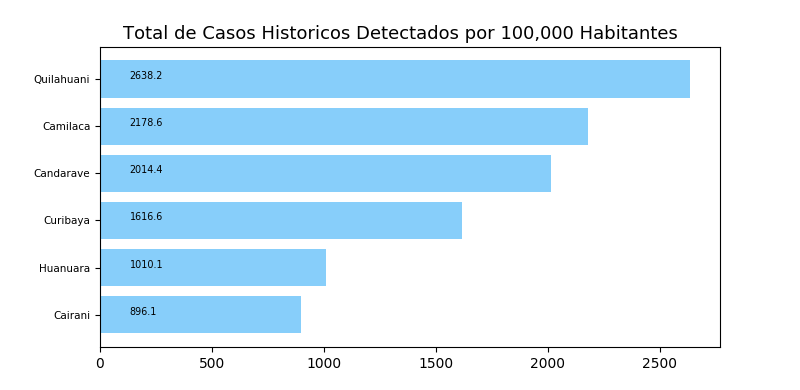 Total de Casos Historicos Detectados por 100,000 Habitantes
Quilahuani 2638.2
Camilaca 2178.6
Candarave 2014.4
Curibaya 1616.6
Huanuara 1010.1
Cairani 896.1
0 500 1000 1500 2000 2500